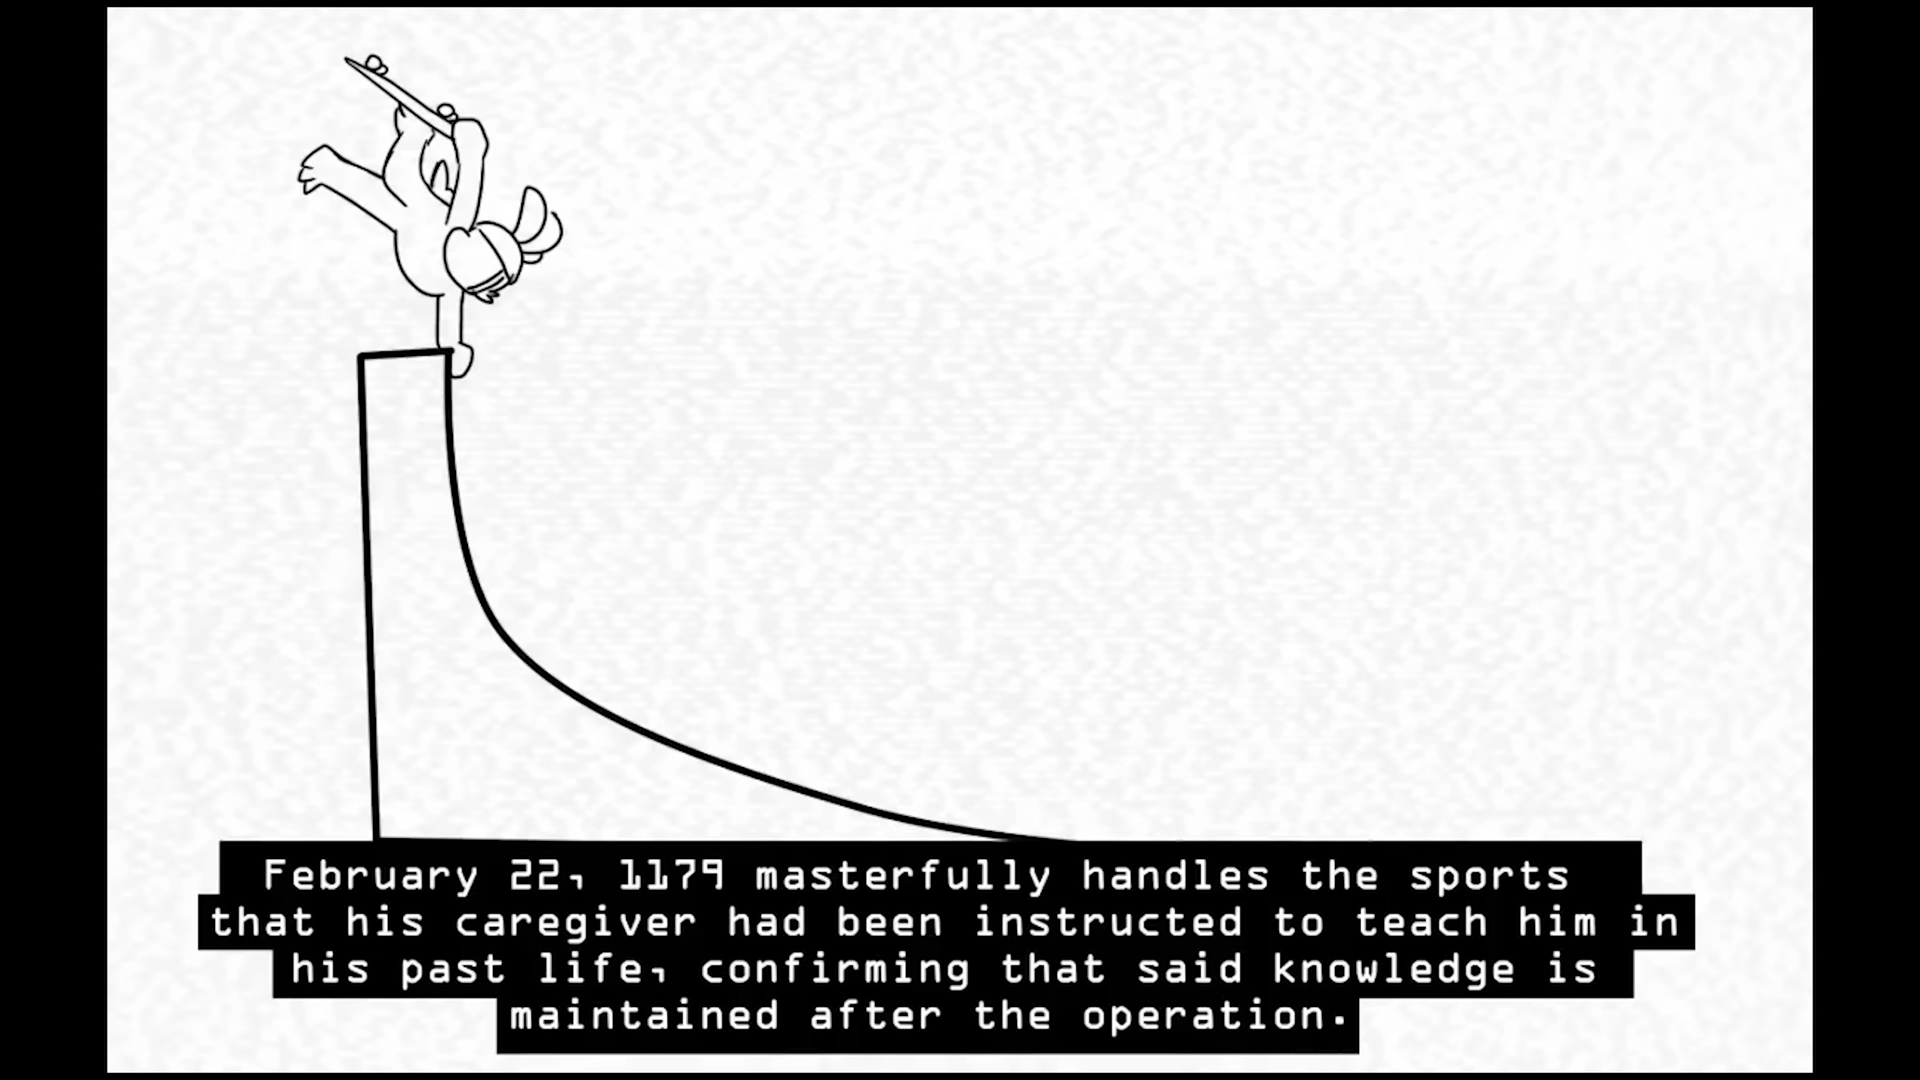 February 22, 1179 masterfully handles the sports
that his caregiver had been instructed to teach him in
his past life, confirming that said knowledge is
maintained after the operation.